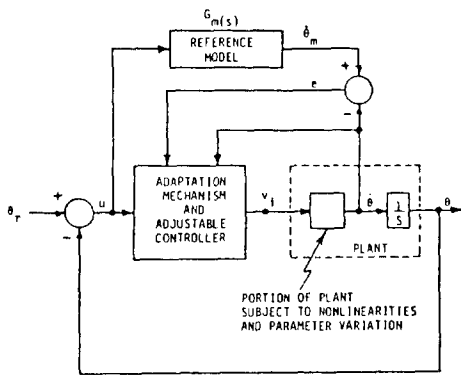 G_m(s)
REFERENCE
MODEL
θ̇_m
+
e
-
ADAPTATION
MECHANISM
AND
ADJUSTABLE
CONTROLLER
θ_r
+
-
u
v_i
θ̇
1
S
θ
PLANT
PORTION OF PLANT
SUBJECT TO NONLINEARITIES
AND PARAMETER VARIATION